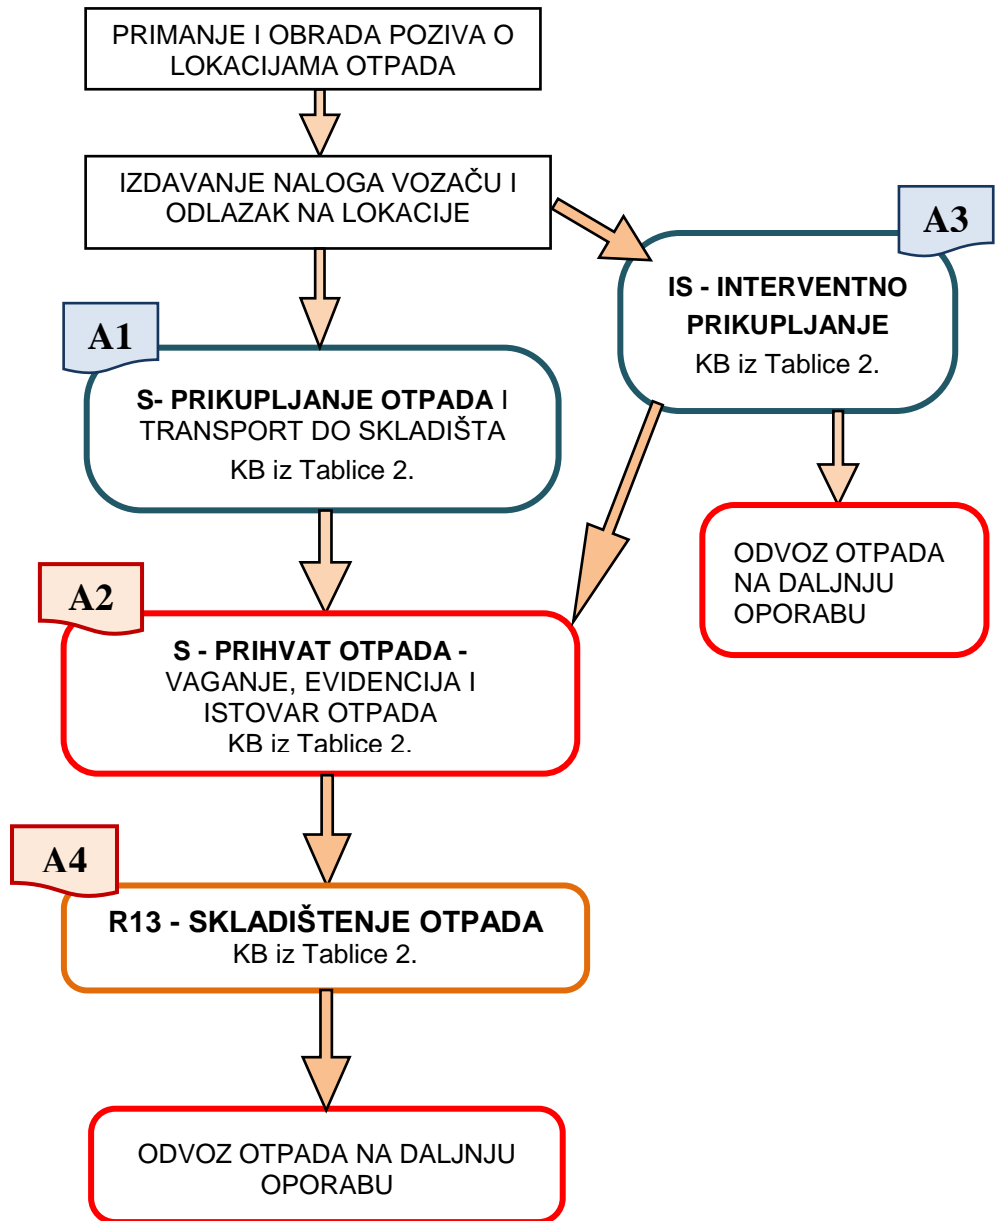 PRIMANJE I OBRADA POZIVA O
LOKACIJAMA OTPADA
IZDAVANJE NALOGA VOZAČU I
ODLAZAK NA LOKACIJE
A3
IS - INTERVENTNO
PRIKUPLJANJE
KB iz Tablice 2.
A1
S- PRIKUPLJANJE OTPADA I
TRANSPORT DO SKLADIŠTA
KB iz Tablice 2.
ODVOZ OTPADA
NA DALJNJU
OPORABU
A2
S - PRIHVAT OTPADA -
VAGANJE, EVIDENCIJA I
ISTOVAR OTPADA
KB iz Tablice 2.
A4
R13 - SKLADIŠTENJE OTPADA
KB iz Tablice 2.
ODVOZ OTPADA NA DALJNJU
OPORABU